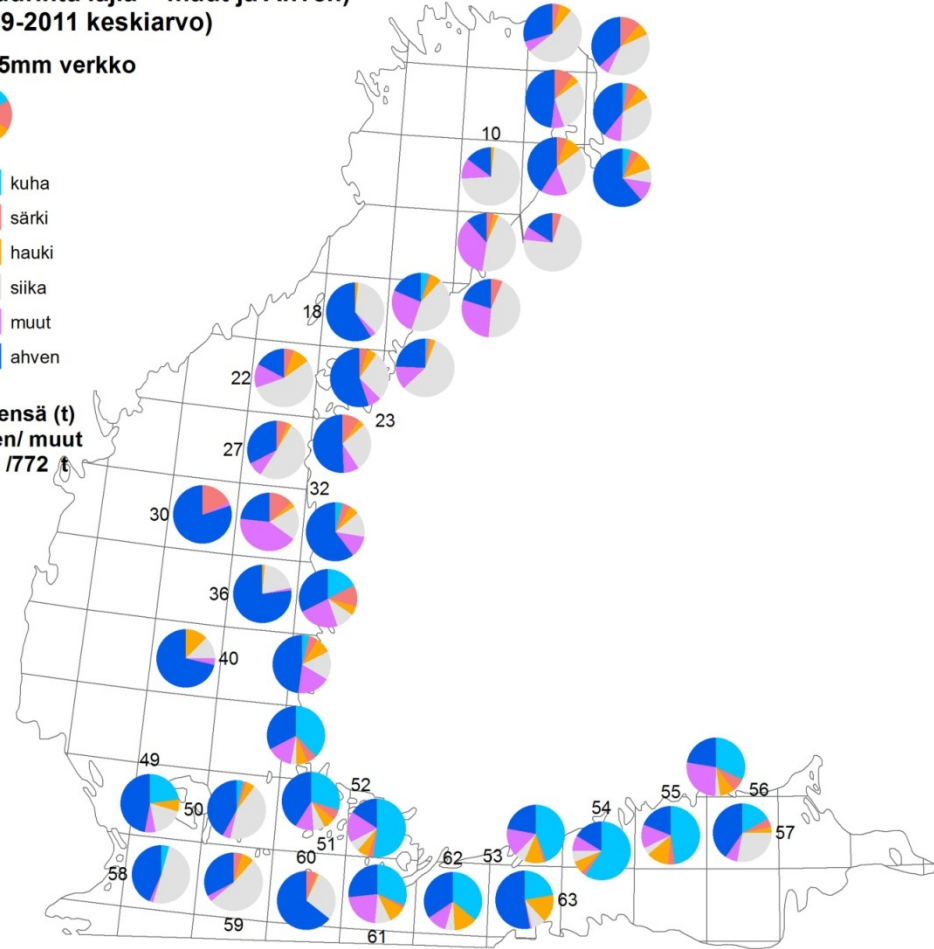 9-2011 keskiarvo)
5mm verkko
kuha
särki
hauki
siika
muut
ahven
ensä (t)
en/ muut
/772 t
10
18
22
23
27
32
30
36
40
49
50
51
52
53
54
55
56
57
58
59
60
61
62
63